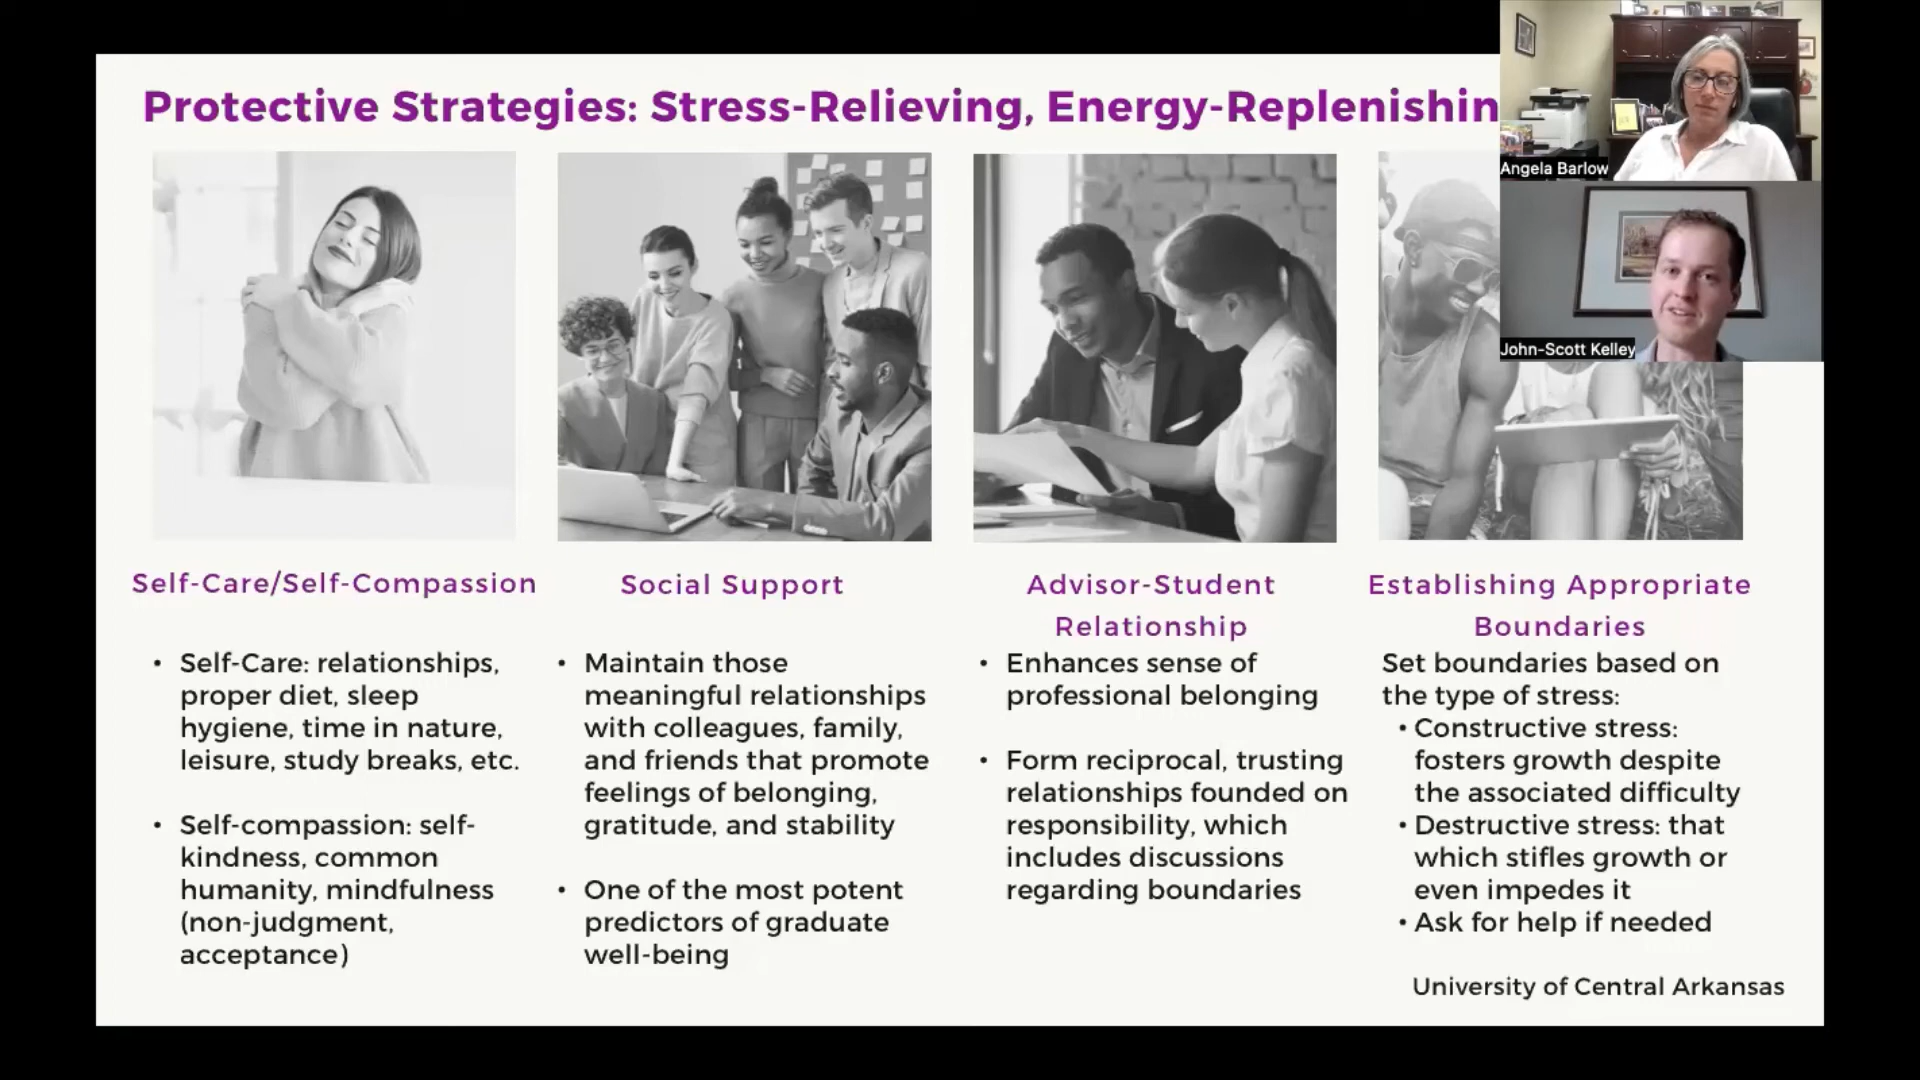 Protective Strategies: Stress-Relieving, Energy-Replenishin
Angela Barlow
John-Scott Kelley
Self-Care/Self-Compassion
• Self-Care: relationships,
proper diet, sleep
hygiene, time in nature,
leisure, study breaks, etc.
• Self-compassion: self-
kindness, common
humanity, mindfulness
(non-judgment,
acceptance)
Social Support
• Maintain those
meaningful relationships
with colleagues, family,
and friends that promote
feelings of belonging,
gratitude, and stability
• One of the most potent
predictors of graduate
well-being
Advisor-Student
Relationship
• Enhances sense of
professional belonging
• Form reciprocal, trusting
relationships founded on
responsibility, which
includes discussions
regarding boundaries
Establishing Appropriate
Boundaries
Set boundaries based on
the type of stress:
• Constructive stress:
fosters growth despite
the associated difficulty
• Destructive stress: that
which stifles growth or
even impedes it
• Ask for help if needed
University of Central Arkansas